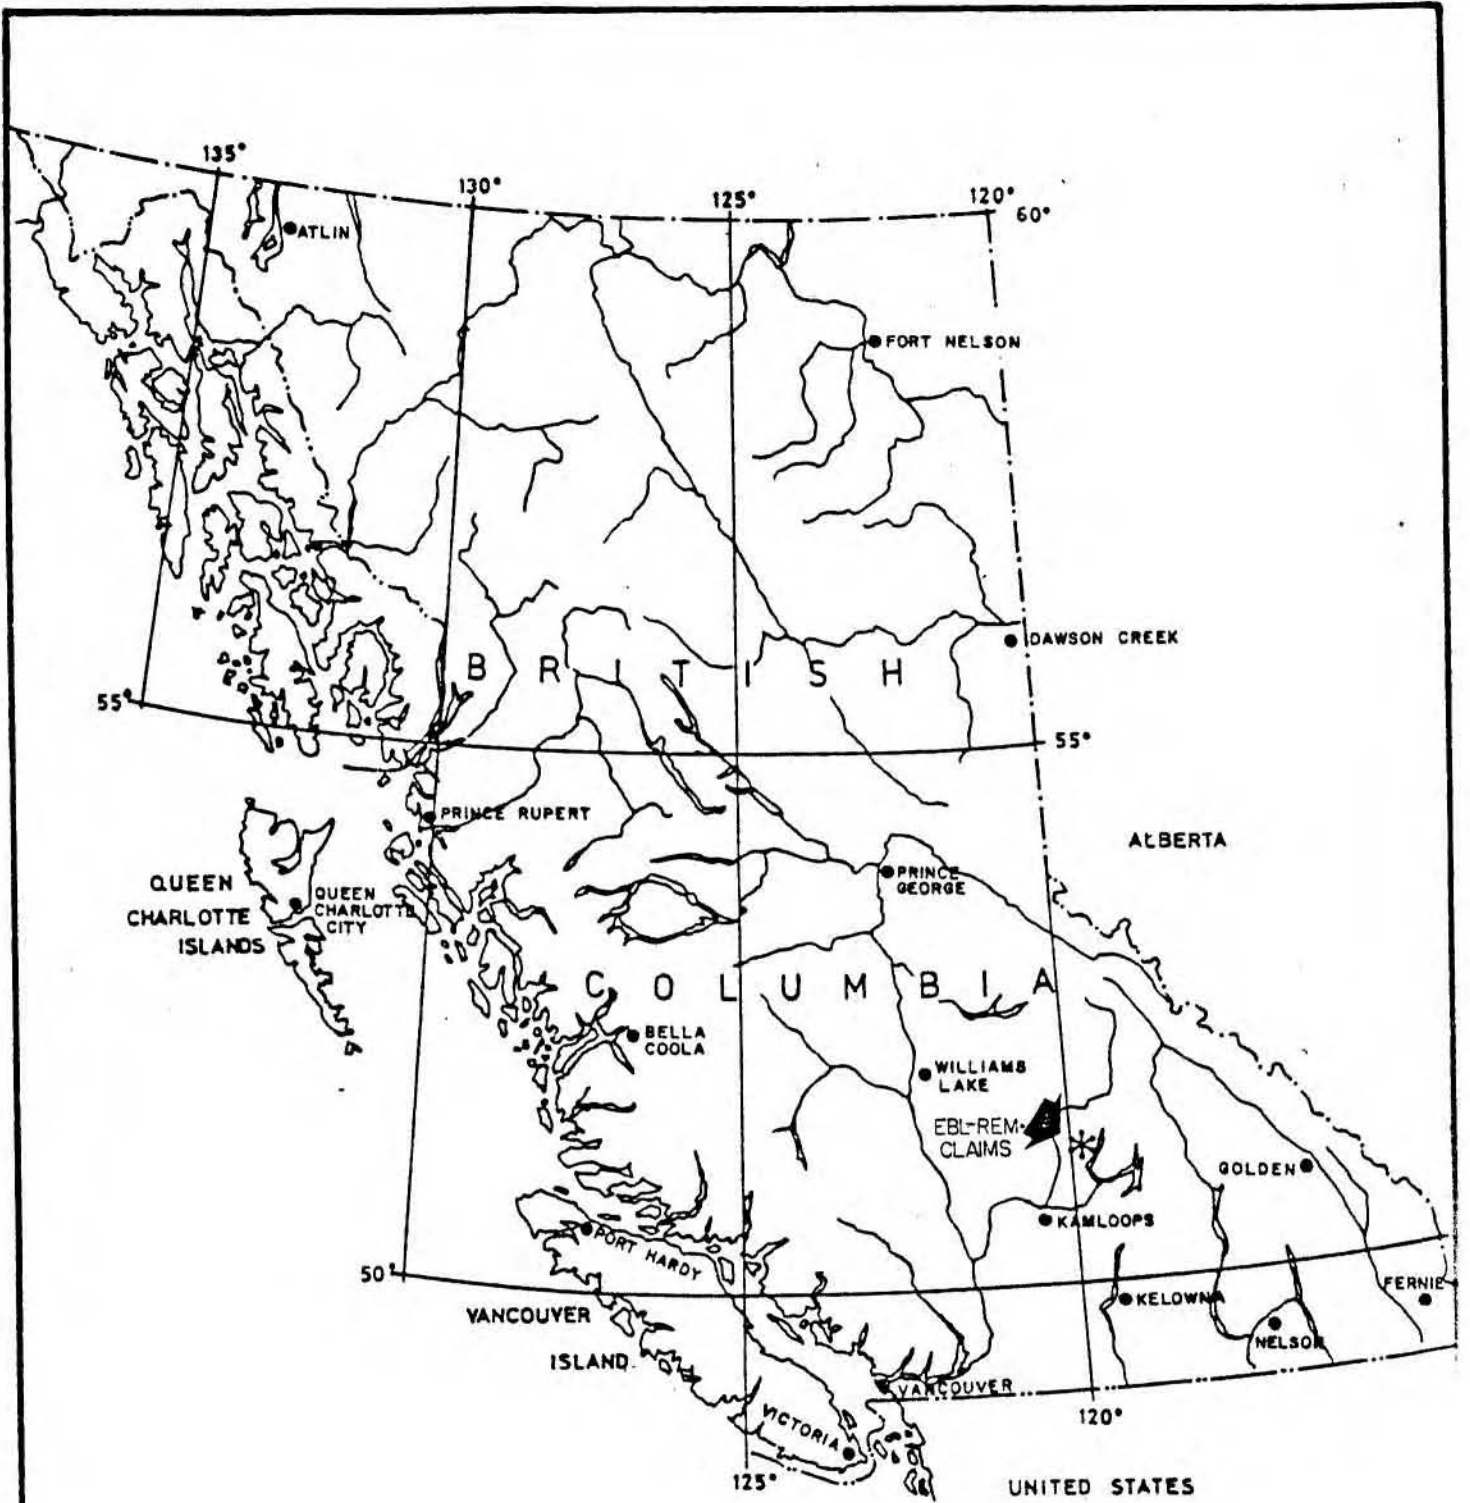 135°
130°
125°
120°
60°
ATLIN
FORT NELSON
DAWSON CREEK
BRITISH
55°
55°
PRINCE RUPERT
ALBERTA
QUEEN
CHARLOTTE
ISLANDS
QUEEN
CHARLOTTE
CITY
PRINCE
GEORGE
COLUMBIA
BELLA
COOLA
WILLIAMS
LAKE
EBL-REM
CLAIMS
GOLDEN
KAMLOOPS
PORT HARDY
50°
VANCOUVER
ISLAND
KELOWNA
FERNIE
NELSON
VANCOUVER
VICTORIA
120°
125°
UNITED STATES